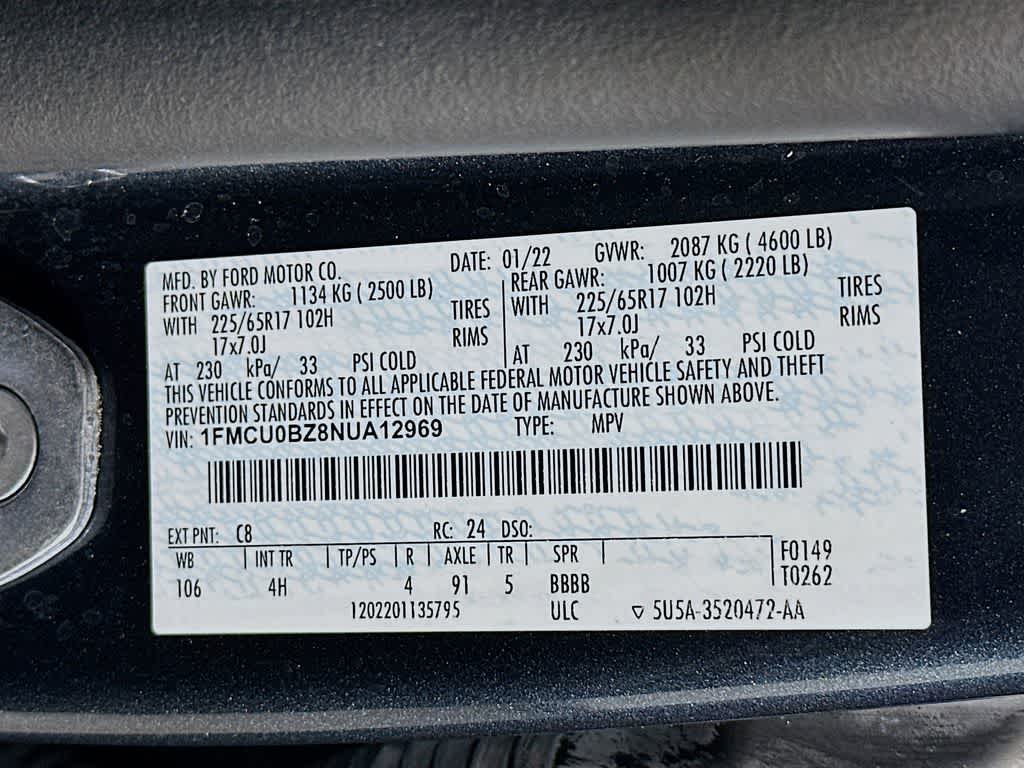 MFD. BY FORD MOTOR CO. DATE: 01/22 GVWR: 2087 KG ( 4600 LB)
FRONT GAWR: 1134 KG ( 2500 LB) REAR GAWR: 1007 KG ( 2220 LB)
WITH 225/65R17 102H TIRES WITH 225/65R17 102H TIRES
17x7.0J RIMS 17x7.0J RIMS
AT 230 kPa/ 33 PSI COLD AT 230 kPa/ 33 PSI COLD
THIS VEHICLE CONFORMS TO ALL APPLICABLE FEDERAL MOTOR VEHICLE SAFETY AND THEFT
PREVENTION STANDARDS IN EFFECT ON THE DATE OF MANUFACTURE SHOWN ABOVE.
VIN: 1FMCU0BZ8NUA12969 TYPE: MPV
EXT PNT: C8 RC: 24 DSO:
WB INT TR TP/PS R AXLE TR SPR F0149
106 4H 4 91 5 BBBB T0262
1202201135795 ULC ▽ 5U5A-3520472-AA